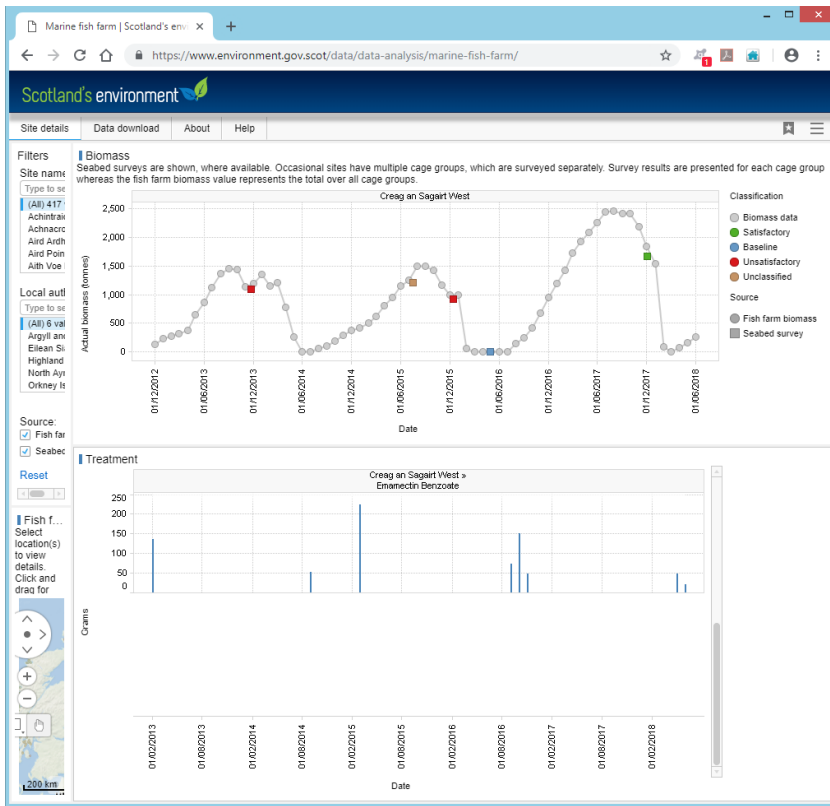 Marine fish farm | Scotland's env
https://www.environment.gov.scot/data/data-analysis/marine-fish-farm/
1
Scotland's environment
Site details Data download About Help
Filters
Site name
Type to se
(All) 417
Achintraid
Achnacro
Aird Ardh
Aird Poin
Aith Voe
Local auth
Type to se
(All) 6 val
Argyll and
Eilean Si
Highland
North Ayr
Orkney Is
Source:
Fish far
Seabed
Reset
Fish f...
Select
location(s)
to view
details.
Click and
drag for
200 km
Biomass
Seabed surveys are shown, where available. Occasional sites have multiple cage groups, which are surveyed separately. Survey results are presented for each cage group
whereas the fish farm biomass value represents the total over all cage groups.
Creag an Sagairt West
Actual biomass (tonnes)
2,500
2,000
1,500
1,000
500
0
01/12/2012 01/06/2013 01/12/2013 01/06/2014 01/12/2014 01/06/2015 01/12/2015 01/06/2016 01/12/2016 01/06/2017 01/12/2017 01/06/2018
Date
Classification
Biomass data
Satisfactory
Baseline
Unsatisfactory
Unclassified
Source
Fish farm biomass
Seabed survey
Treatment
Creag an Sagairt West »
Emamectin Benzoate
Grams
250
200
150
100
50
0
01/02/2013 01/08/2013 01/02/2014 01/08/2014 01/02/2015 01/08/2015 01/02/2016 01/08/2016 01/02/2017 01/08/2017 01/02/2018
Date